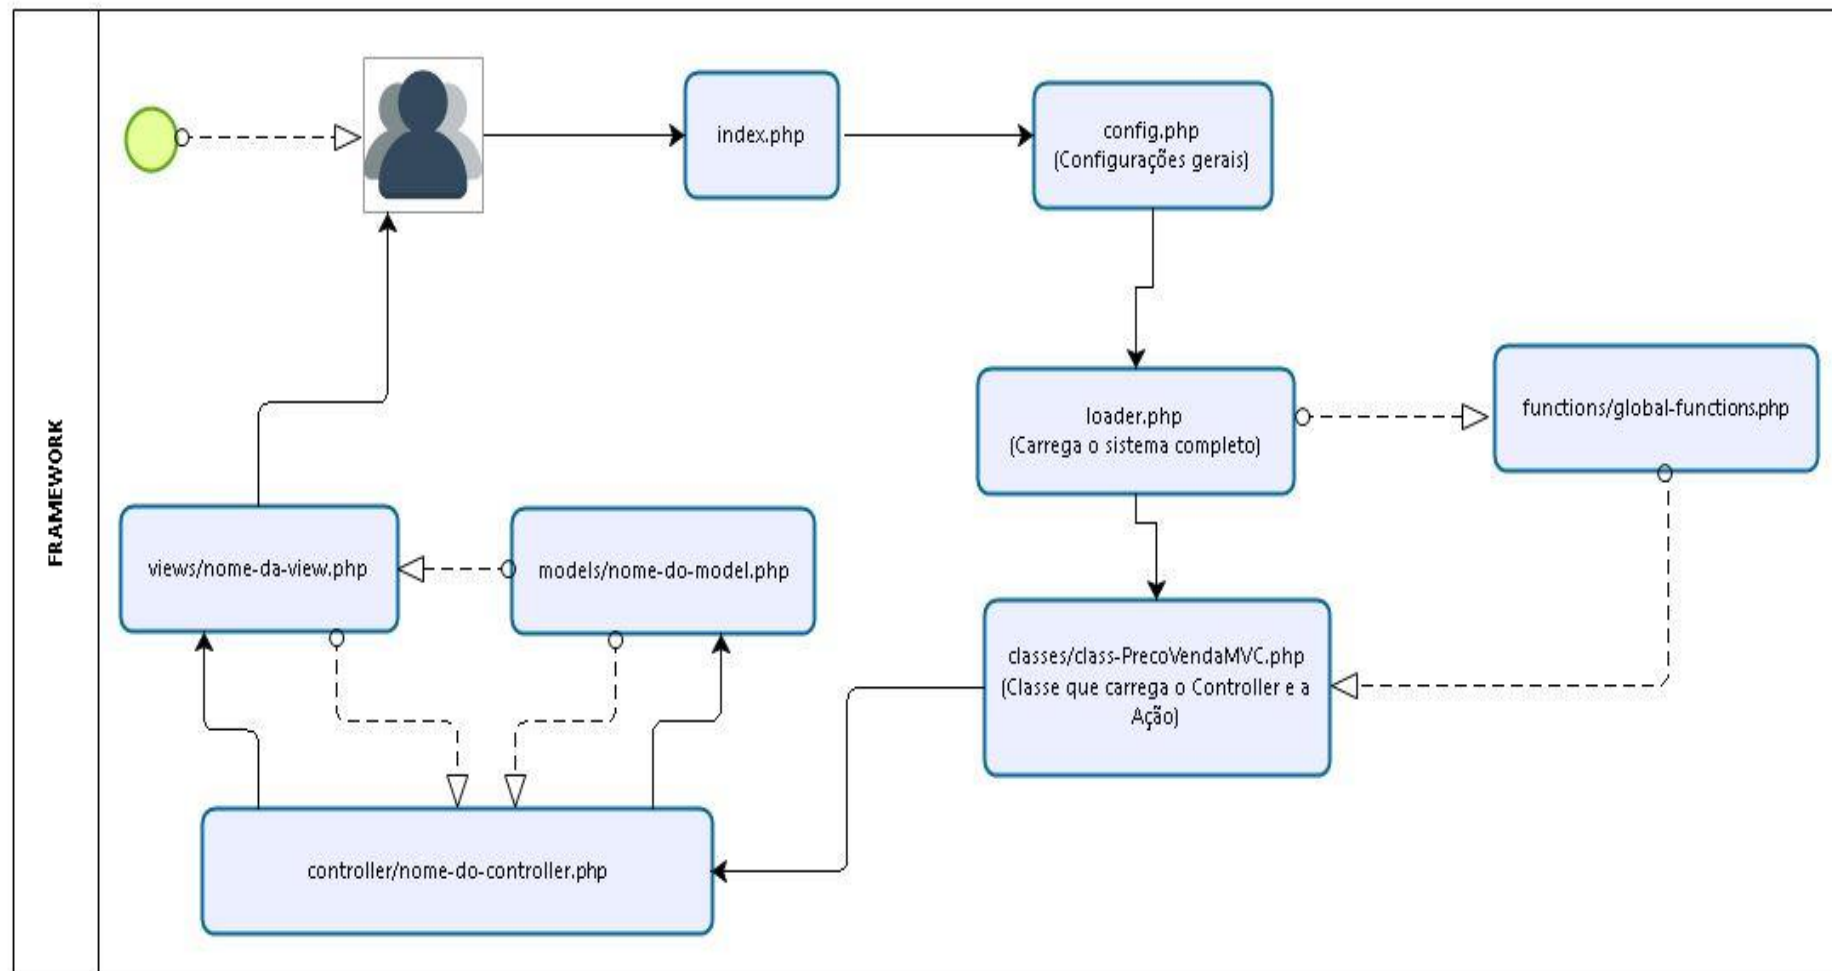 FRAMEWORK
index.php
config.php
(Configurações gerais)
loader.php
(Carrega o sistema completo)
functions/global-functions.php
views/nome-da-view.php
models/nome-do-model.php
classes/class-PrecoVendaMVC.php
(Classe que carrega o Controller e a
Ação)
controller/nome-do-controller.php